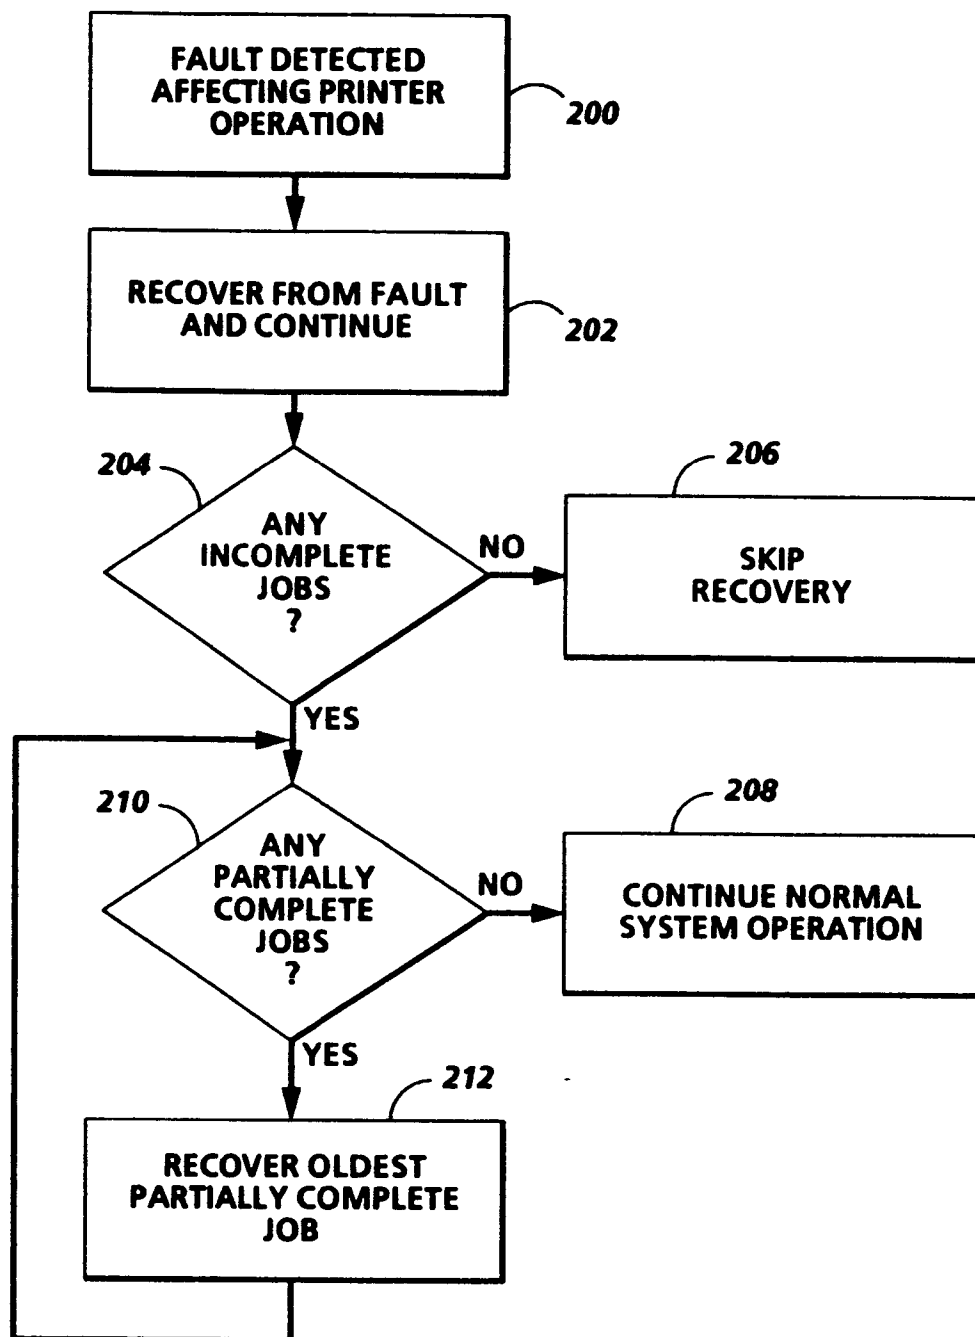 FAULT DETECTED
AFFECTING PRINTER
OPERATION
200
RECOVER FROM FAULT
AND CONTINUE
202
204
ANY
INCOMPLETE
JOBS
?
NO
206
SKIP
RECOVERY
YES
210
ANY
PARTIALLY
COMPLETE
JOBS
?
NO
208
CONTINUE NORMAL
SYSTEM OPERATION
YES
212
RECOVER OLDEST
PARTIALLY COMPLETE
JOB